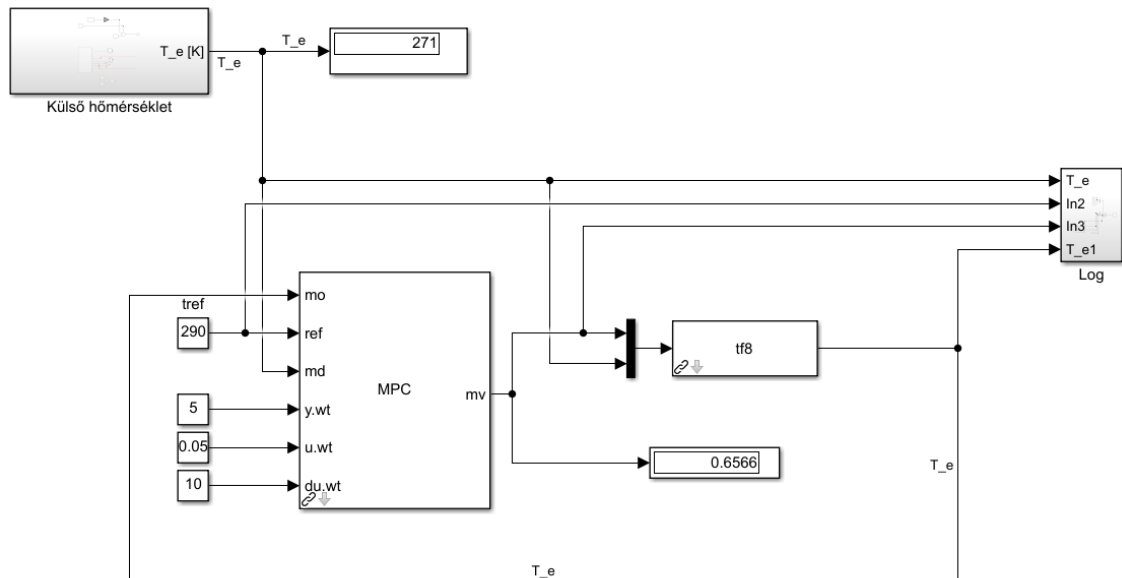 T_e [K]
T_e
T_e
271
Külső hőmérséklet
T_e
In2
In3
T_e1
Log
tref
290
5
0.05
10
mo
ref
md
y.wt
u.wt
du.wt
MPC
mv
tf8
0.6566
T_e
T_e